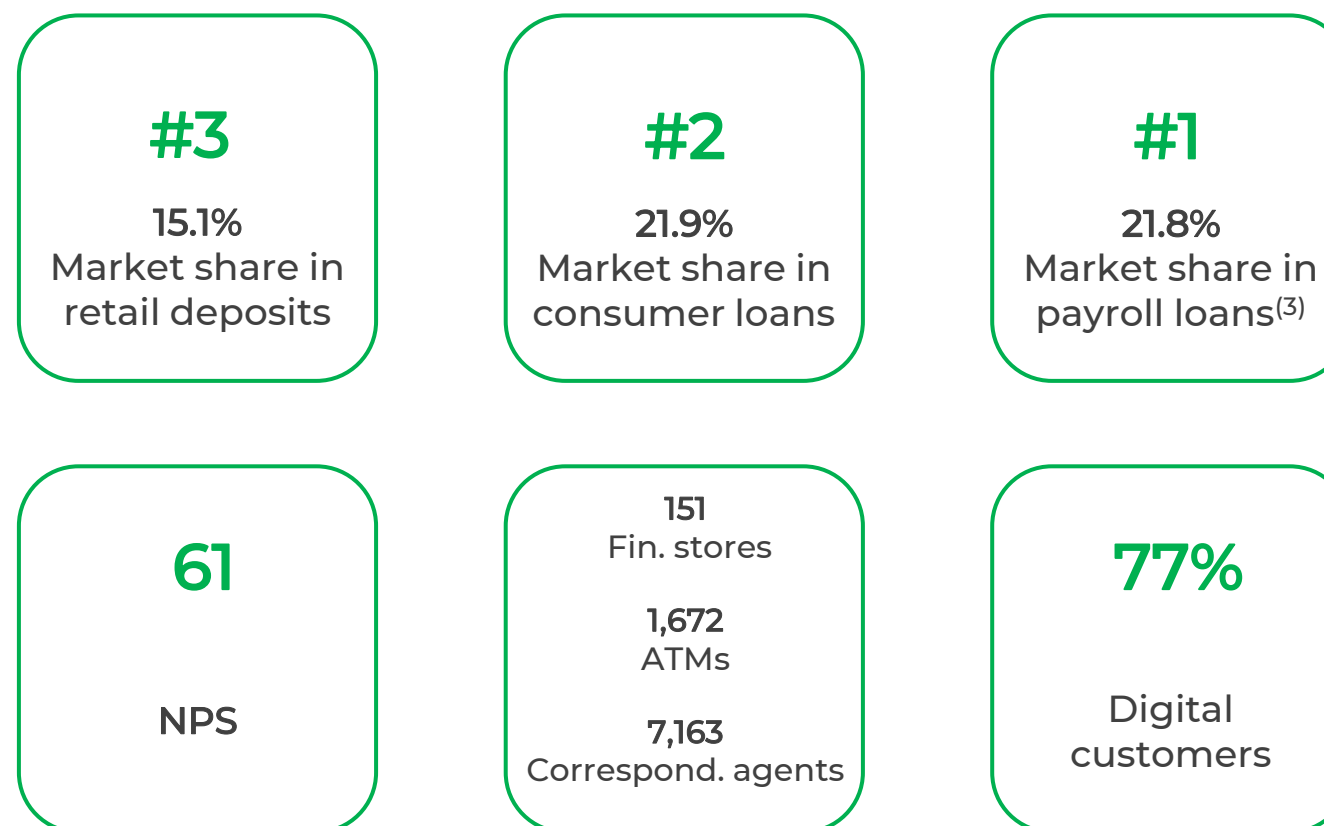 #3
15.1%
Market share in
retail deposits
#2
21.9%
Market share in
consumer loans
#1
21.8%
Market share in
payroll loans(3)
61
NPS
151
Fin. stores
1,672
ATMs
7,163
Correspond. agents
77%
Digital
customers